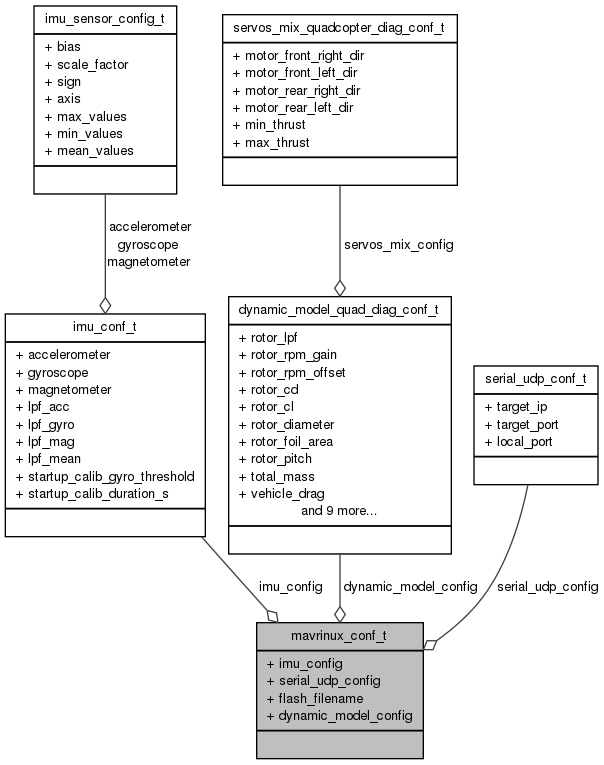 imu_sensor_config_t
+ bias
+ scale_factor
+ sign
+ axis
+ max_values
+ min_values
+ mean_values
servos_mix_quadcopter_diag_conf_t
+ motor_front_right_dir
+ motor_front_left_dir
+ motor_rear_right_dir
+ motor_rear_left_dir
+ min_thrust
+ max_thrust
accelerometer
gyroscope
magnetometer
servos_mix_config
imu_conf_t
+ accelerometer
+ gyroscope
+ magnetometer
+ lpf_acc
+ lpf_gyro
+ lpf_mag
+ lpf_mean
+ startup_calib_gyro_threshold
+ startup_calib_duration_s
dynamic_model_quad_diag_conf_t
+ rotor_lpf
+ rotor_rpm_gain
+ rotor_rpm_offset
+ rotor_cd
+ rotor_cl
+ rotor_diameter
+ rotor_foil_area
+ rotor_pitch
+ total_mass
+ vehicle_drag
and 9 more...
serial_udp_conf_t
+ target_ip
+ target_port
+ local_port
imu_config
dynamic_model_config
serial_udp_config
mavrinux_conf_t
+ imu_config
+ serial_udp_config
+ flash_filename
+ dynamic_model_config